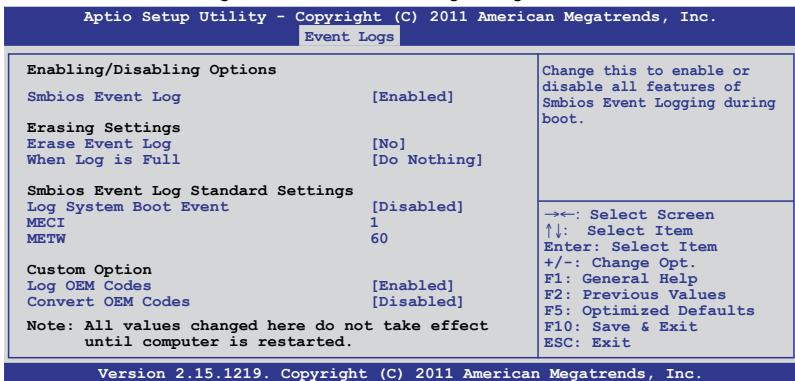 Aptio Setup Utility - Copyright (C) 2011 American Megatrends, Inc.
Event Logs
Enabling/Disabling Options
Smbios Event Log [Enabled]
Erasing Settings
Erase Event Log [No]
When Log is Full [Do Nothing]
Smbios Event Log Standard Settings
Log System Boot Event [Disabled]
MECI 1
METW 60
Custom Option
Log OEM Codes [Enabled]
Convert OEM Codes [Disabled]
Note: All values changed here do not take effect
until computer is restarted.
Change this to enable or
disable all features of
Smbios Event Logging during
boot.
→←: Select Screen
↑↓: Select Item
Enter: Select Item
+/-: Change Opt.
F1: General Help
F2: Previous Values
F5: Optimized Defaults
F10: Save & Exit
ESC: Exit
Version 2.15.1219. Copyright (C) 2011 American Megatrends, Inc.